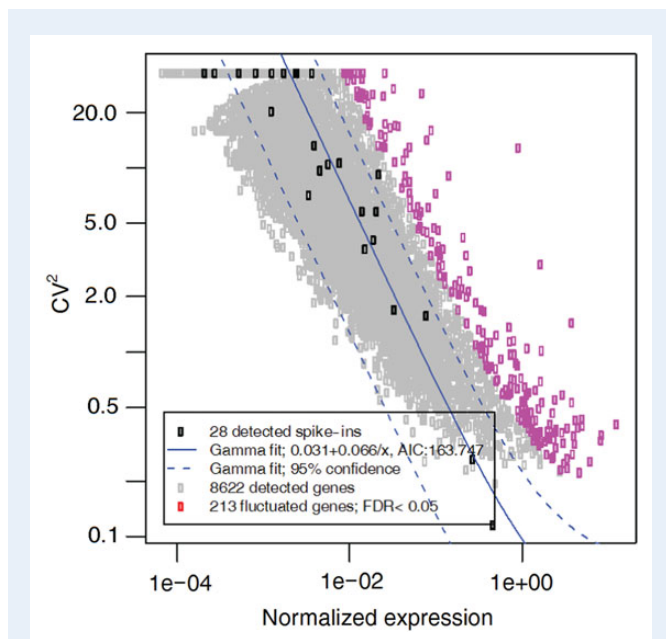 CV²
20.0
5.0
2.0
0.5
0.1
28 detected spike-ins
Gamma fit; 0.031+0.066/x, AIC:163.747
Gamma fit; 95% confidence
8622 detected genes
213 fluctuated genes; FDR< 0.05
1e-04
1e-02
1e+00
Normalized expression